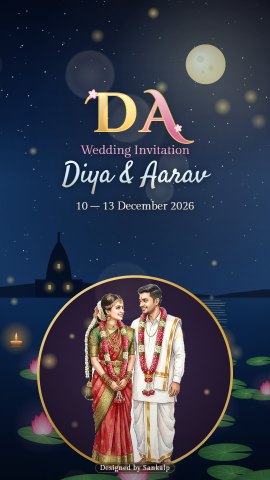 DA
Wedding Invitation
Diya & Aarav
10 — 13 December 2026
Designed by Sankalp